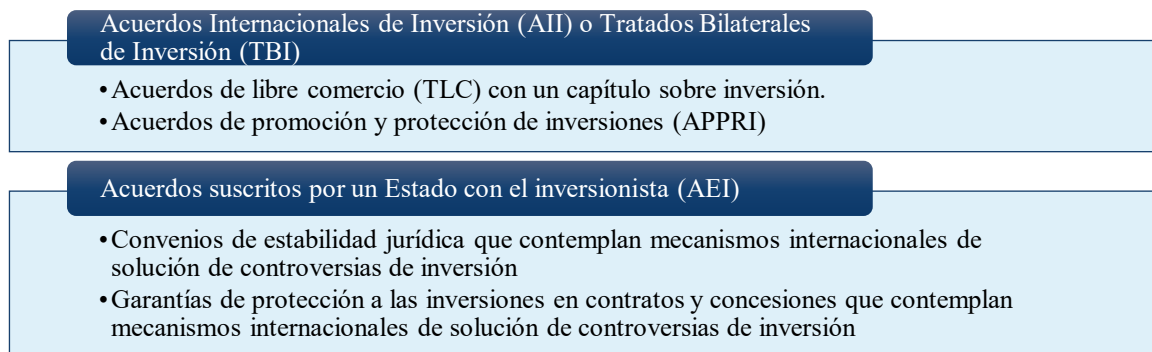 Acuerdos Internacionales de Inversión (AII) o Tratados Bilaterales
de Inversión (TBI)
•Acuerdos de libre comercio (TLC) con un capítulo sobre inversión.
•Acuerdos de promoción y protección de inversiones (APPRI)
Acuerdos suscritos por un Estado con el inversionista (AEI)
•Convenios de estabilidad jurídica que contemplan mecanismos internacionales de
solución de controversias de inversión
•Garantías de protección a las inversiones en contratos y concesiones que contemplan
mecanismos internacionales de solución de controversias de inversión